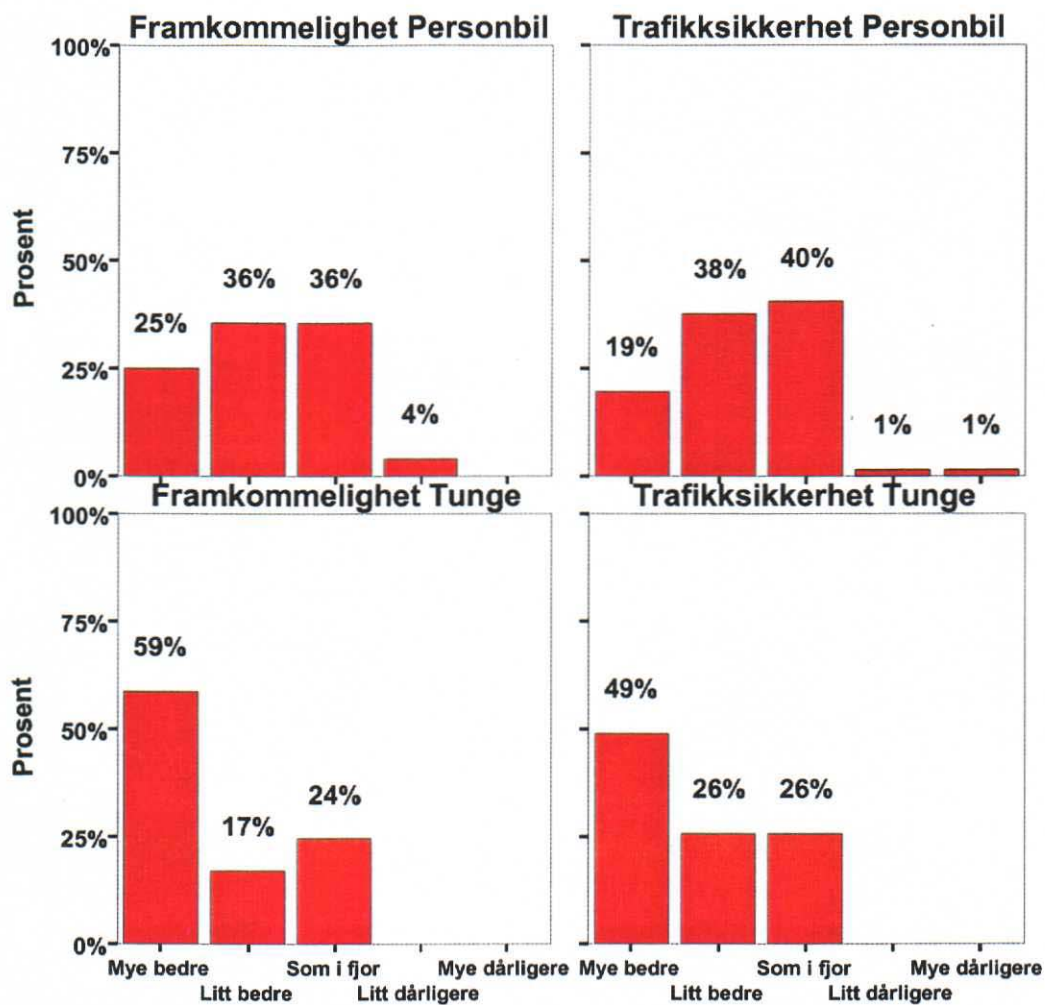 Framkommelighet Personbil
Trafikksikkerhet Personbil
100%
75%
50%
25%
0%
Prosent
25%
36%
36%
4%
19%
38%
40%
1%
1%
Framkommelighet Tunge
Trafikksikkerhet Tunge
100%
75%
50%
25%
0%
Prosent
59%
17%
24%
49%
26%
26%
Mye bedre
Som i fjor
Mye dårligere
Mye bedre
Som i fjor
Mye dårligere
Litt bedre
Litt dårligere
Litt bedre
Litt dårligere